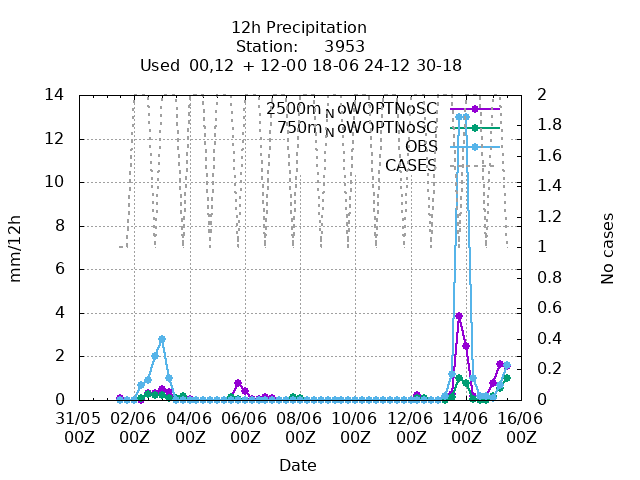 12h Precipitation
Station: 3953
Used 00,12 + 12-00 18-06 24-12 30-18
2500m NoWOPTNoSC
750m NoWOPTNoSC
OBS
CASES
mm/12h
14
12
10
8
6
4
2
0
No cases
2
1.8
1.6
1.4
1.2
1
0.8
0.6
0.4
0.2
0
31/05 02/06 04/06 06/06 08/06 10/06 12/06 14/06 16/06
00Z 00Z 00Z 00Z 00Z 00Z 00Z 00Z 00Z
Date